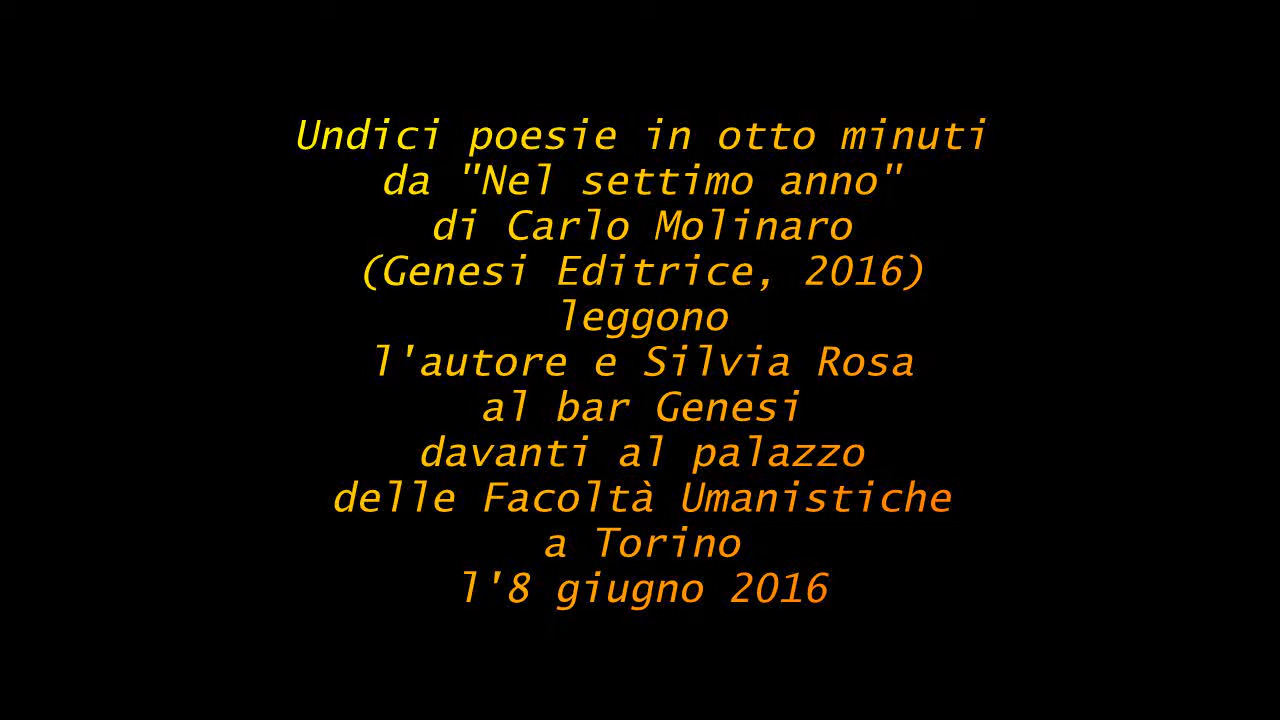 Undici poesie in otto minuti
da "Nel settimo anno"
di Carlo Molinaro
(Genesi Editrice, 2016)
leggono
l'autore e Silvia Rosa
al bar Genesi
davanti al palazzo
delle Facoltà Umanistiche
a Torino
l'8 giugno 2016